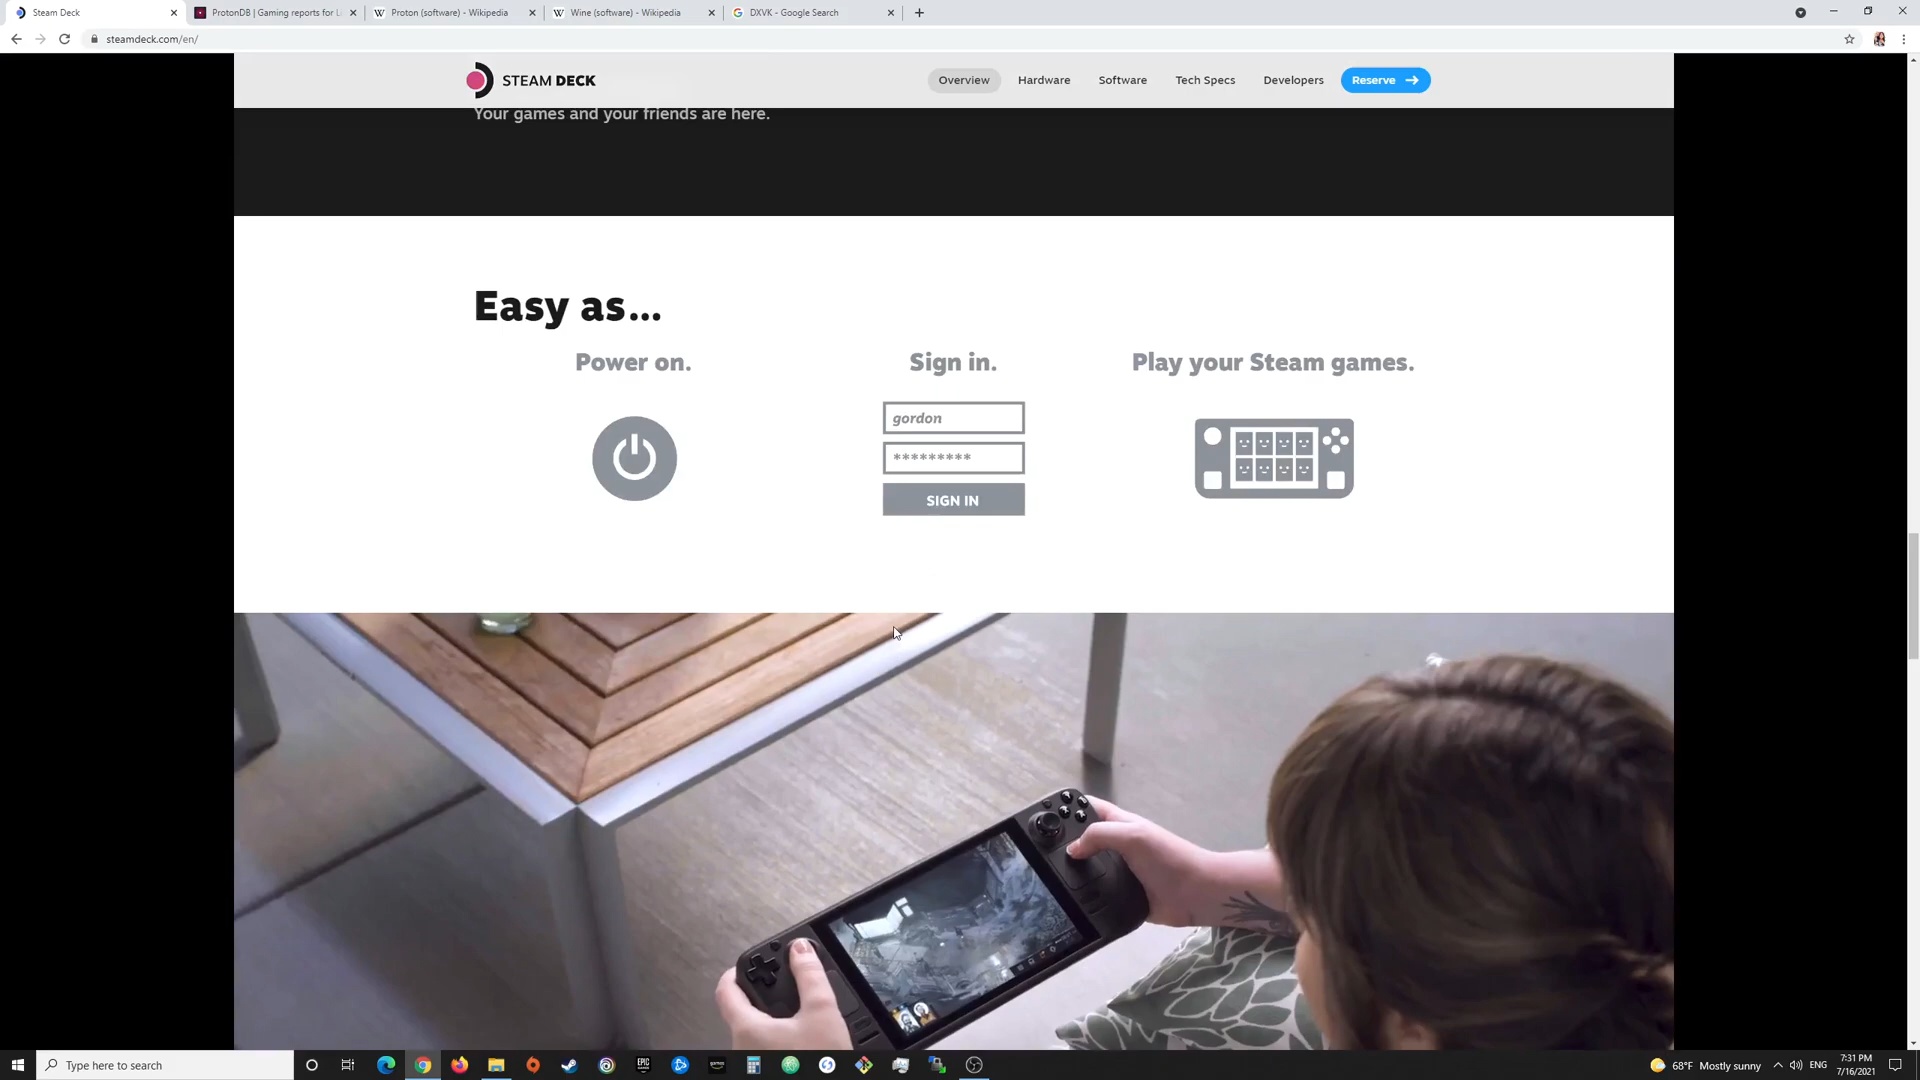 Steam Deck
ProtonDB | Gaming reports for Li
Proton (software) - Wikipedia
Wine (software) - Wikipedia
DXVK - Google Search
steamdeck.com/en/
STEAM DECK
Overview
Hardware
Software
Tech Specs
Developers
Reserve →
Your games and your friends are here.
Easy as...
Power on.
Sign in.
Play your Steam games.
gordon
*********
SIGN IN
Type here to search
EPIC
68°F Mostly sunny
ENG
7:31 PM
7/16/2021